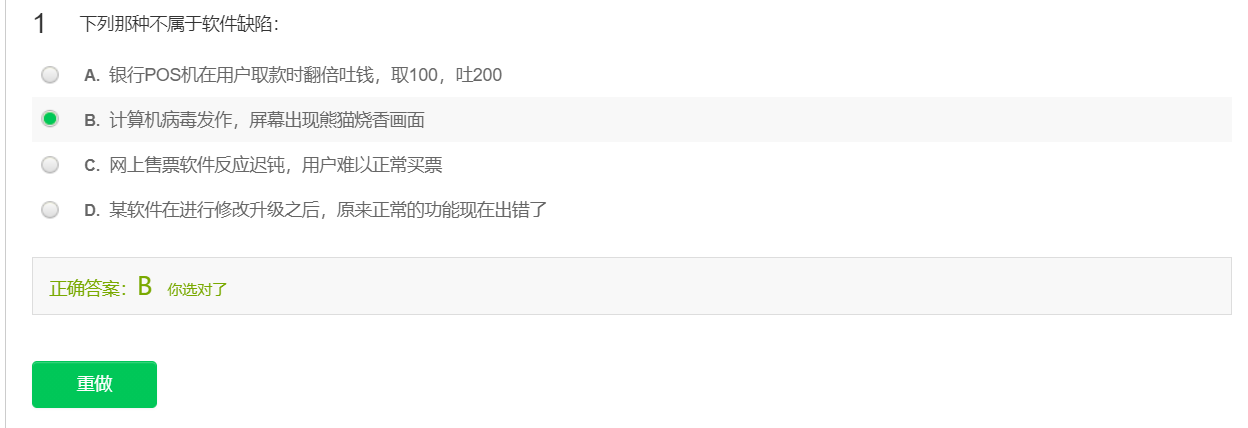 1 下列那种不属于软件缺陷：
A. 银行POS机在用户取款时翻倍吐钱，取100，吐200
B. 计算机病毒发作，屏幕出现熊猫烧香画面
C. 网上售票软件反应迟钝，用户难以正常买票
D. 某软件在进行修改升级之后，原来正常的功能现在出错了
正确答案：B 你选对了
重做